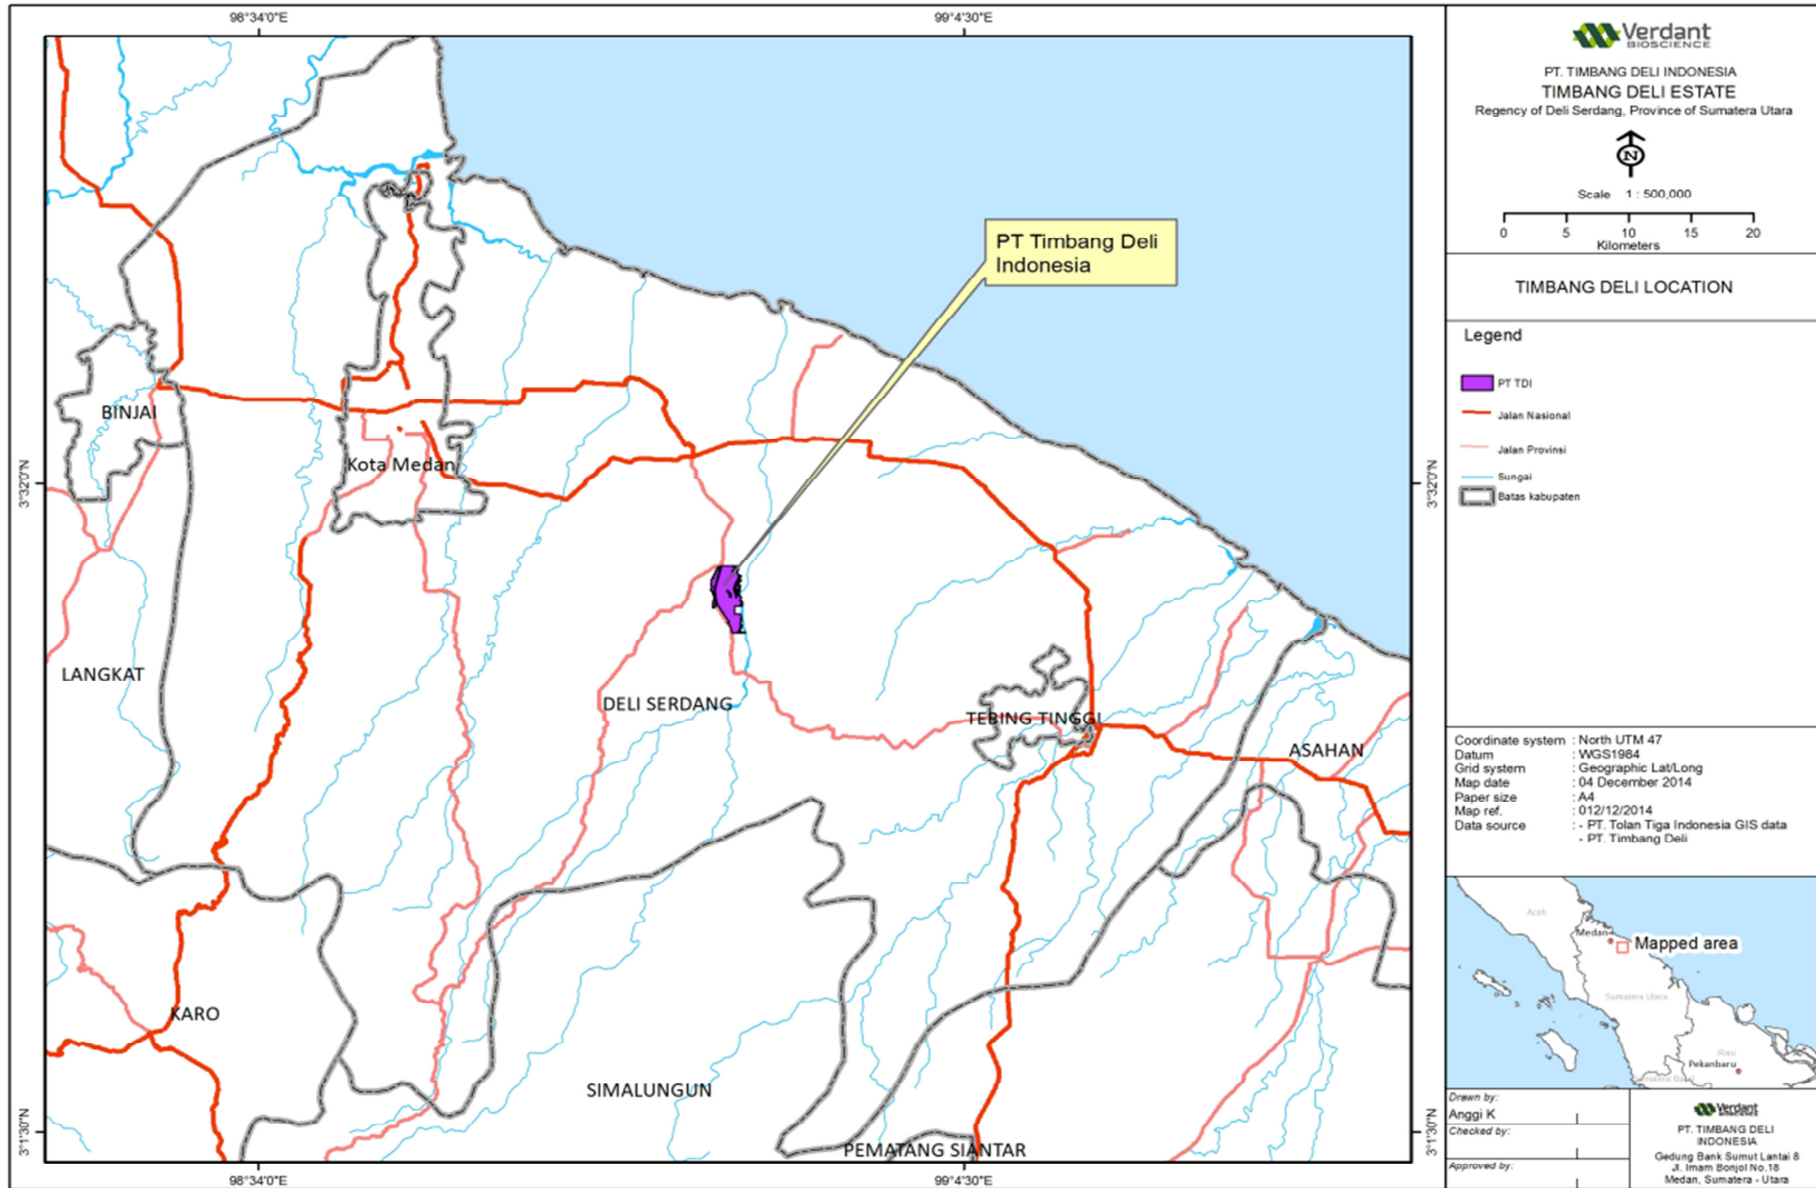 98°34'0"E
99°4'30"E
3°32'0"N
3°32'0"N
PT Timbang Deli
Indonesia
BINJAI
Kota Medan
LANGKAT
DELI SERDANG
TEBING TINGGI
ASAHAN
KARO
SIMALUNGUN
PEMATANG SIANTAR
3°1'30"N
3°1'30"N
98°34'0"E
99°4'30"E
Verdant
BIOSCIENCE
PT. TIMBANG DELI INDONESIA
TIMBANG DELI ESTATE
Regency of Deli Serdang, Province of Sumatera Utara
N
Scale 1 : 500,000
0 5 10 15 20
Kilometers
TIMBANG DELI LOCATION
Legend
PT TDI
Jalan Nasional
Jalan Provinsi
Sungai
Batas kabupaten
Coordinate system : North UTM 47
Datum : WGS1984
Grid system : Geographic Lat/Long
Map date : 04 December 2014
Paper size : A4
Map ref. : 012/12/2014
Data source : - PT. Tolan Tiga Indonesia GIS data
- PT. Timbang Deli
Aceh
Medan
Mapped area
Sumatera Utara
Riau
Pekanbaru
Drawn by:
Anggi K
Checked by:
Approved by:
Verdant
BIOSCIENCE
PT. TIMBANG DELI
INDONESIA
Gedung Bank Sumut Lantai 8
Jl. Imam Bonjol No.18
Medan, Sumatera - Utara